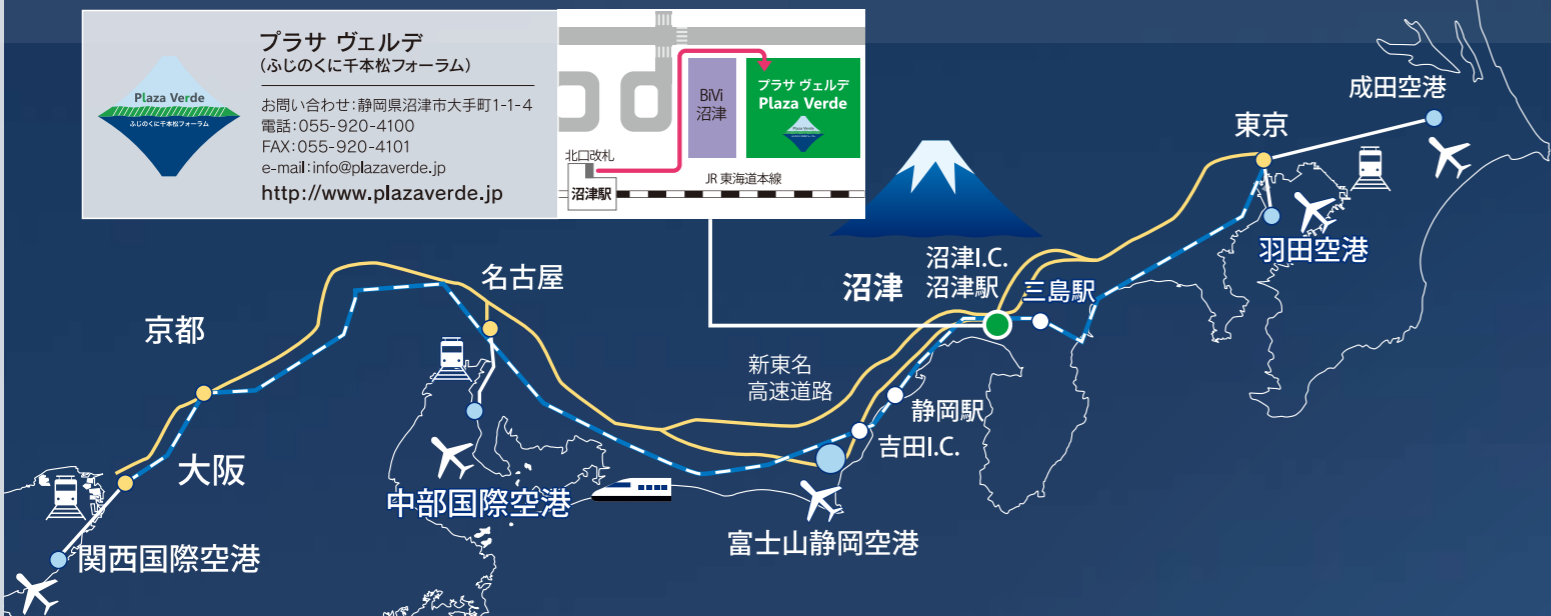 プラサ ヴェルデ
(ふじのくに千本松フォーラム)
Plaza Verde
ふじのくに千本松フォーラム
お問い合わせ:静岡県沼津市大手町1-1-4
電話:055-920-4100
FAX:055-920-4101
e-mail:info@plazaverde.jp
http://www.plazaverde.jp
BiVi
沼津
プラサ ヴェルデ
Plaza Verde
Plaza Verde
北口改札
沼津駅
JR 東海道本線
成田空港
東京
羽田空港
沼津I.C.
沼津
沼津駅
三島駅
名古屋
京都
新東名
高速道路
静岡駅
吉田I.C.
大阪
中部国際空港
富士山静岡空港
関西国際空港